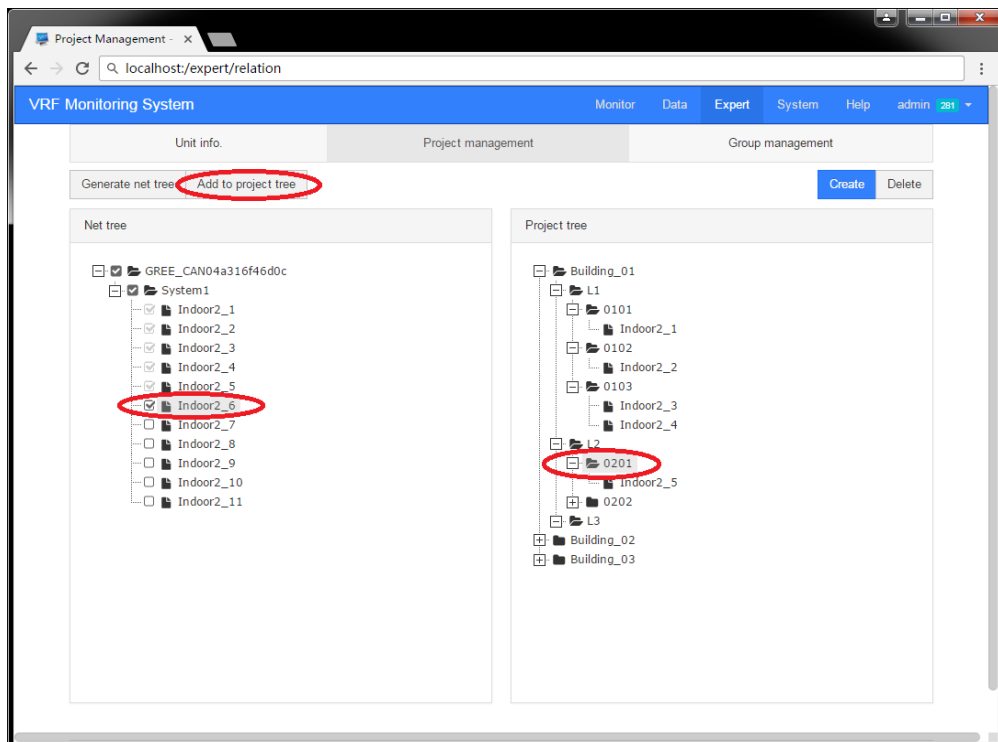 Project Management -
localhost:/expert/relation
VRF Monitoring System Monitor Data Expert System Help admin 281
Unit info. Project management Group management
Generate net tree Add to project tree Create Delete
Net tree
GREE_CAN04a316f46d0c
System1
Indoor2_1
Indoor2_2
Indoor2_3
Indoor2_4
Indoor2_5
Indoor2_6
Indoor2_7
Indoor2_8
Indoor2_9
Indoor2_10
Indoor2_11
Project tree
Building_01
L1
0101
Indoor2_1
0102
Indoor2_2
0103
Indoor2_3
Indoor2_4
L2
0201
Indoor2_5
0202
L3
Building_02
Building_03